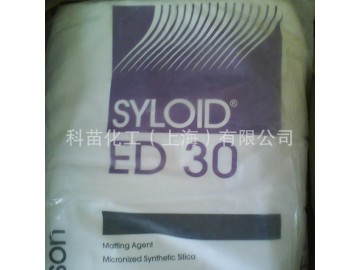 SYLOID®
科苗化工（上海）有限公司
ED 30
son
Matting Agent
Micronized Synthetic Silica